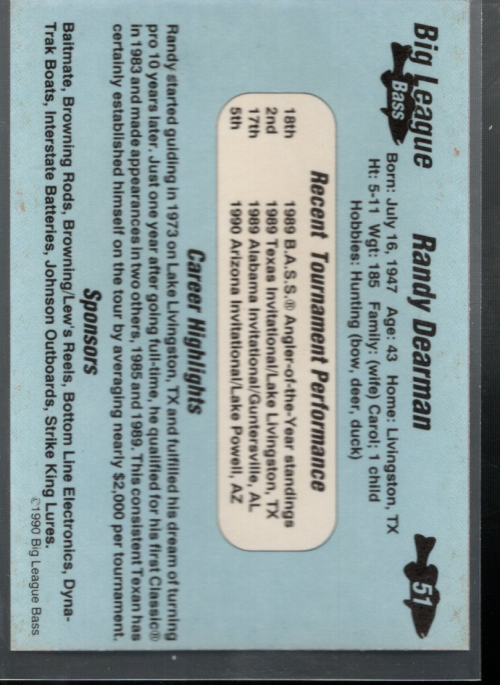 Big League
Bass
Randy Dearman
51
Born: July 16, 1947 Age: 43 Home: Livingston, TX
Ht: 5-11 Wgt: 185 Family: (wife) Carol; 1 child
Hobbies: Hunting (bow, deer, duck)
Recent Tournament Performance
18th 1989 B.A.S.S.® Angler-of-the-Year standings
2nd 1989 Texas Invitational/Lake Livingston, TX
17th 1989 Alabama Invitational/Guntersville, AL
5th 1990 Arizona Invitational/Lake Powell, AZ
Career Highlights
Randy started guiding in 1973 on Lake Livingston, TX and fulfilled his dream of turning
pro 10 years later. Just one year after going full-time, he qualified for his first Classic®
in 1983 and made appearances in two others, 1985 and 1989. This consistent Texan has
certainly established himself on the tour by averaging nearly $2,000 per tournament.
Sponsors
Baitmate, Browning Rods, Browning/Lew's Reels, Bottom Line Electronics, Dyna-
Trak Boats, Interstate Batteries, Johnson Outboards, Strike King Lures.
©1990 Big League Bass